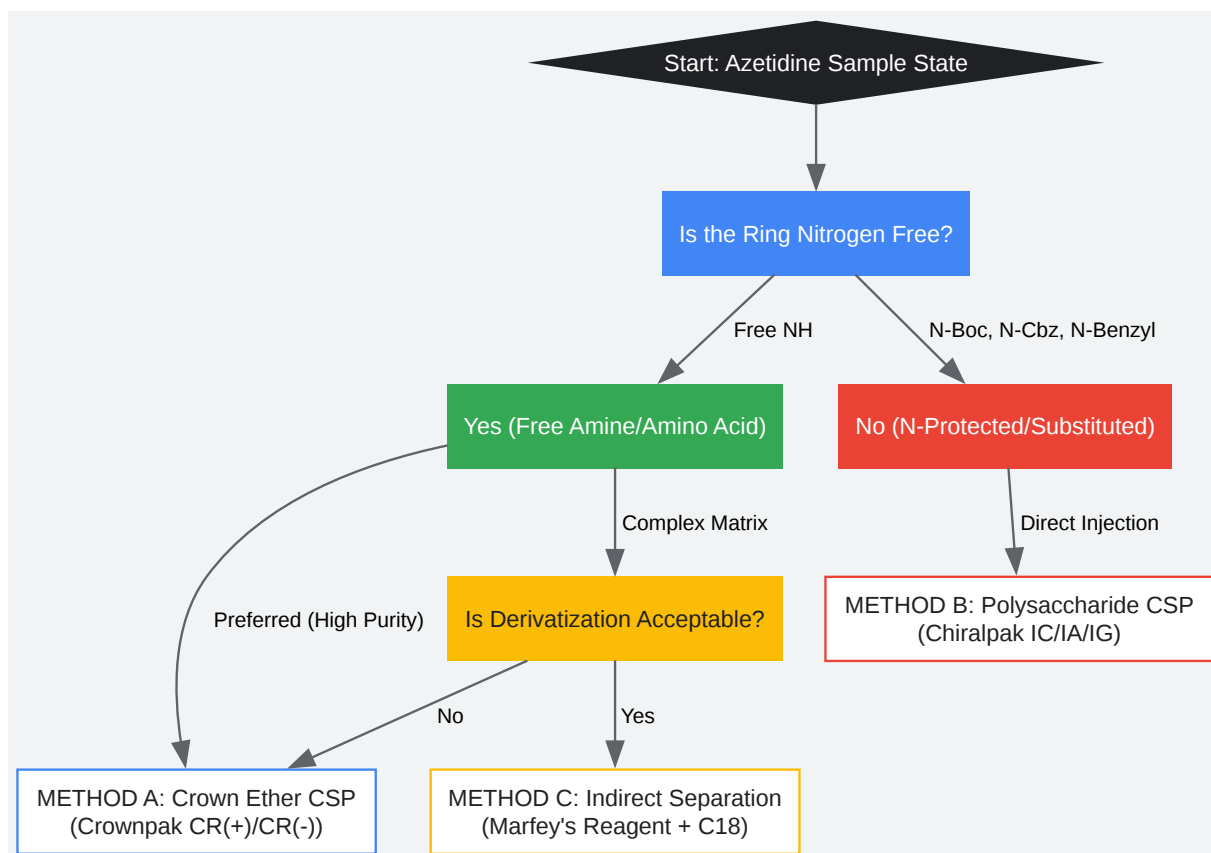 Start: Azetidine Sample State
Is the Ring Nitrogen Free?
Free NH
N-Boc, N-Cbz, N-Benzyl
Yes (Free Amine/Amino Acid)
No (N-Protected/Substituted)
Complex Matrix
Direct Injection
Preferred (High Purity)
Is Derivatization Acceptable?
METHOD B: Polysaccharide CSP
(Chiralpak IC/IA/IG)
No
Yes
METHOD A: Crown Ether CSP
(Crownpak CR(+)/CR(-))
METHOD C: Indirect Separation
(Marfey's Reagent + C18)